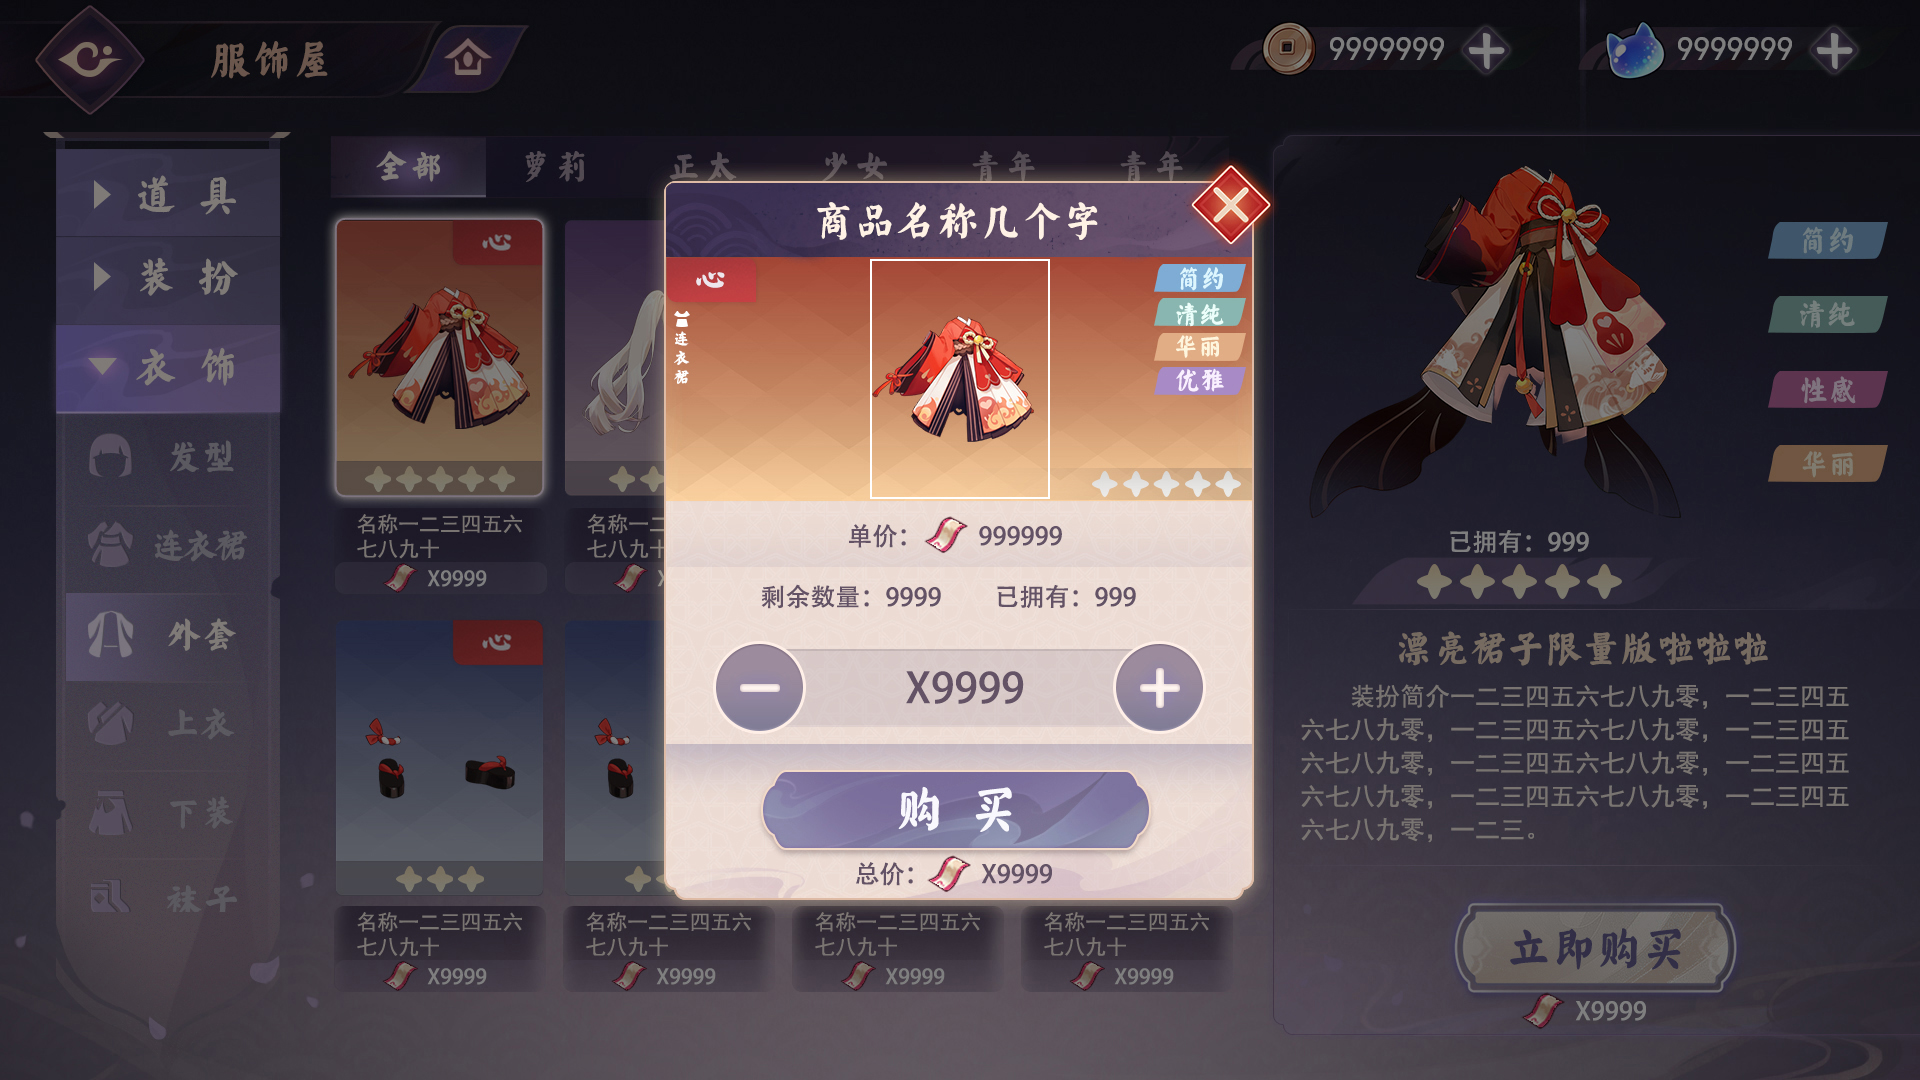 服饰屋
9999999
9999999
道具
装扮
衣饰
发型
连衣裙
外套
上衣
下装
袜子
全部
萝莉
正太
少女
青年
青年
心
名称一二三四五六
七八九十
X9999
名称一二
七八九十
心
名称一二三四五六
七八九十
X9999
名称一二三四五六
七八九十
X9999
名称一二三四五六
七八九十
X9999
名称一二三四五六
七八九十
X9999
商品名称几个字
心
连衣裙
简约
清纯
华丽
优雅
单价：999999
剩余数量：9999 已拥有：999
X9999
购买
总价：X9999
简约
清纯
性感
华丽
已拥有：999
漂亮裙子限量版啦啦啦
装扮简介一二三四五六七八九零，一二三四五
六七八九零，一二三四五六七八九零，一二三四五
六七八九零，一二三四五六七八九零，一二三四五
六七八九零，一二三四五六七八九零，一二三四五
六七八九零，一二三。
立即购买
X9999